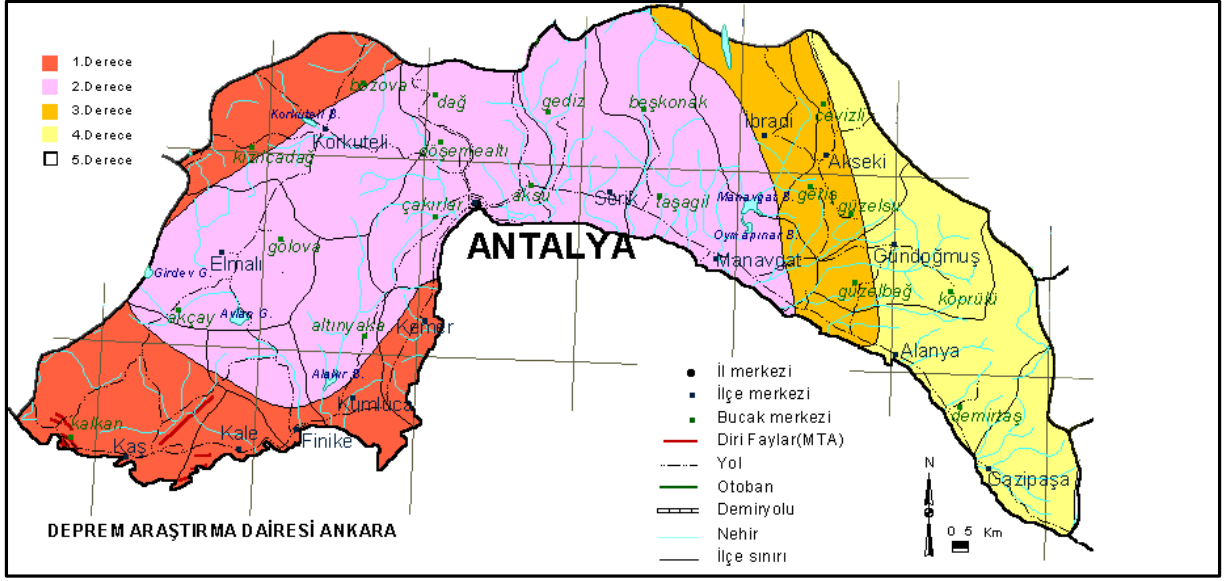 1.Derece
2.Derece
3.Derece
4.Derece
5.Derece
bozova
dağ
gediz
beşkonak
cevizli
Korkuteli B.
Korkuteli
İbradı
kızılcadağ
döşemealtı
Akseki
çakırlar
aksu
Serik
taşağıl
Manavgat B.
geriş
güzelsu
ANTALYA
gölova
Elmalı
Oymapınar B.
Girdev G.
Manavgat
Gündoğmuş
güzelbağ
köprülü
akçay
Avlan G.
altınyaka
Kemer
Alanya
Alakır B.
Kumluca
kalkan
Kaş
Kale
Finike
demirtaş
Gazipaşa
İl merkezi
İlçe merkezi
Bucak merkezi
Diri Faylar(MTA)
Yol
Otoban
Demiryolu
Nehir
İlçe sınırı
N
0 5 Km
DEPREM ARAŞTIRMA DAİRESİ ANKARA